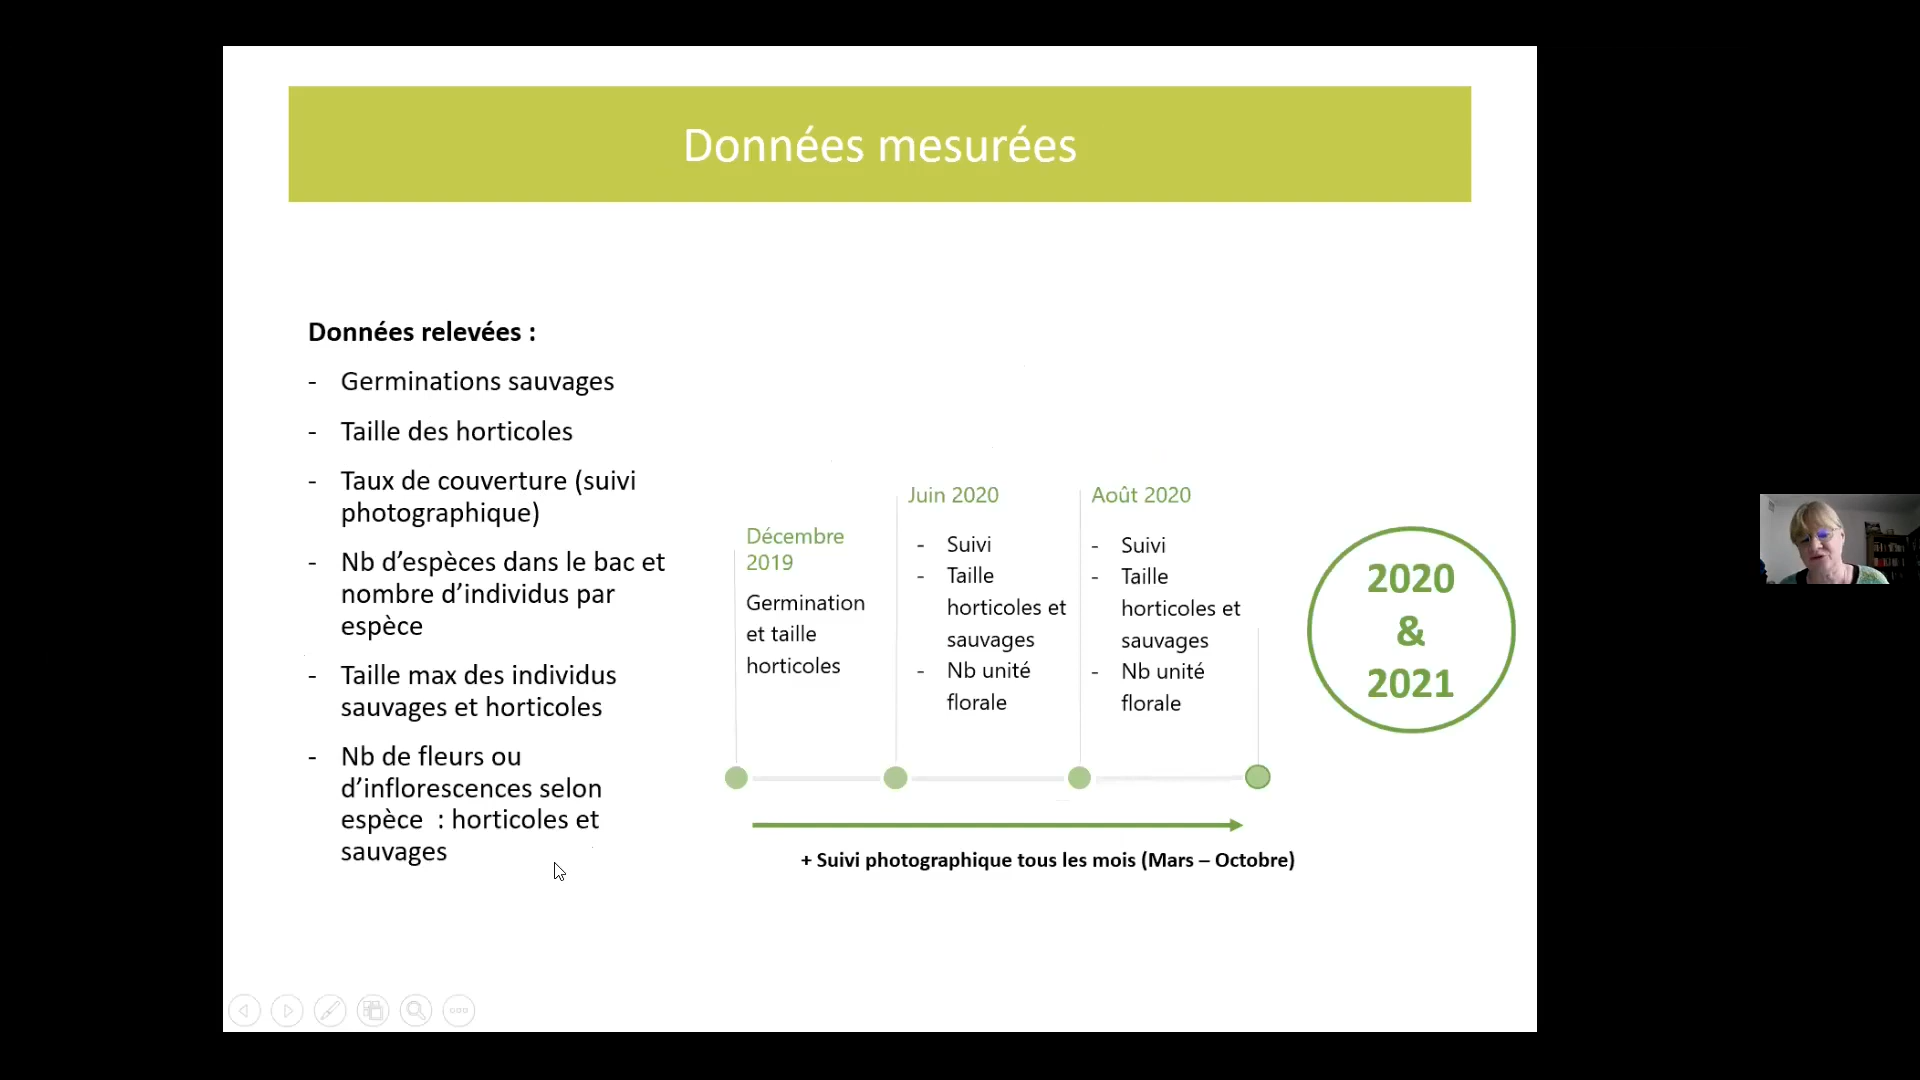 Données mesurées
Données relevées :
- Germinations sauvages
- Taille des horticoles
- Taux de couverture (suivi
photographique)
- Nb d’espèces dans le bac et
nombre d’individus par
espèce
- Taille max des individus
sauvages et horticoles
- Nb de fleurs ou
d’inflorescences selon
espèce : horticoles et
sauvages
Décembre
2019
Germination
et taille
horticoles
Juin 2020
- Suivi
- Taille
horticoles et
sauvages
- Nb unité
florale
Août 2020
- Suivi
- Taille
horticoles et
sauvages
- Nb unité
florale
2020
&
2021
+ Suivi photographique tous les mois (Mars – Octobre)